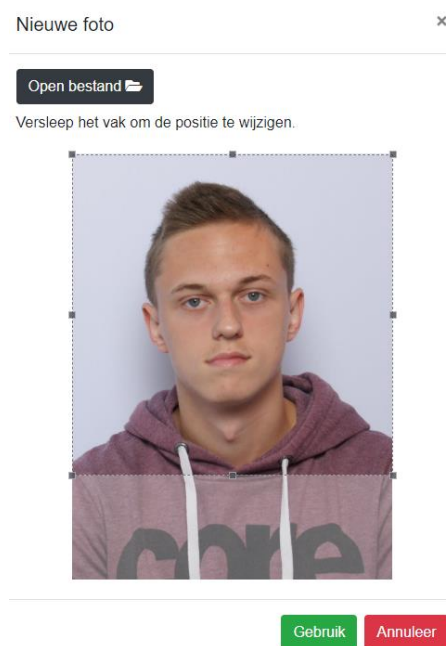 Nieuwe foto
×
Open bestand
Versleep het vak om de positie te wijzigen.
core
Gebruik
Annuleer